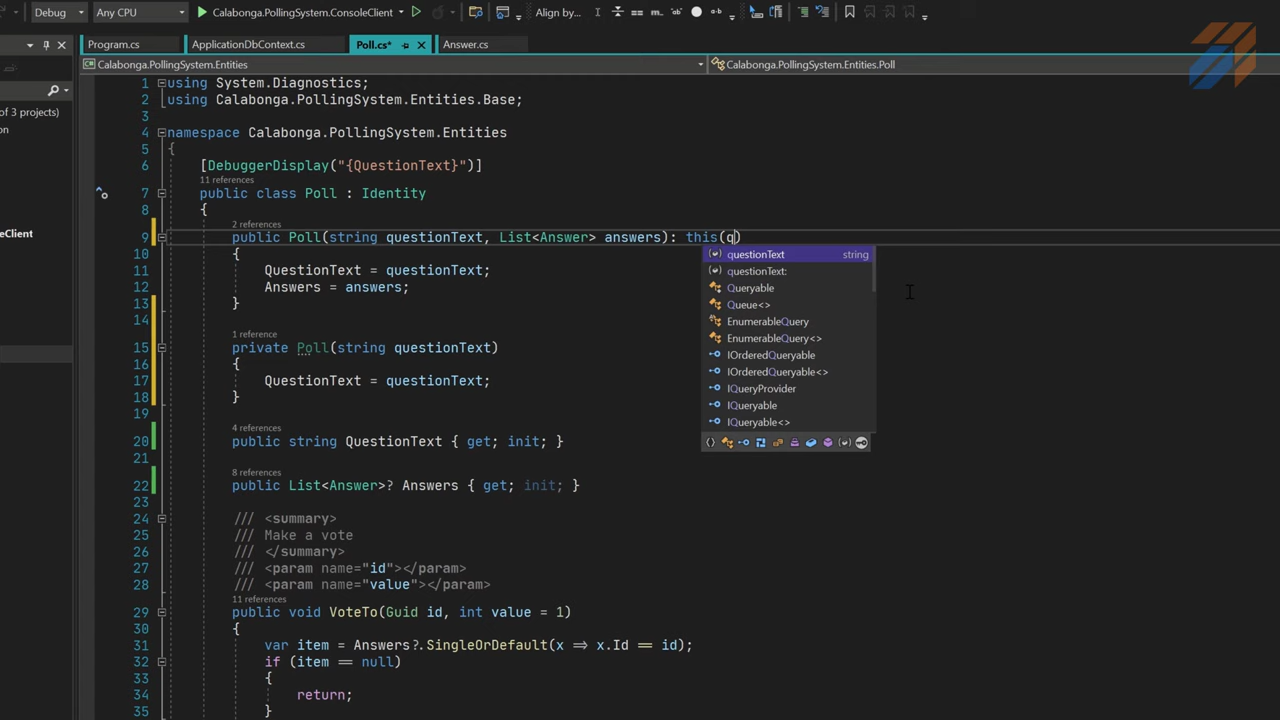 Debug Any CPU Calabonga.PollingSystem.ConsoleClient Align by...
Program.cs ApplicationDbContext.cs Poll.cs* Answer.cs
Calabonga.PollingSystem.Entities Calabonga.PollingSystem.Entities.Poll
of 3 projects)
on
eClient
1 using System.Diagnostics;
2 using Calabonga.PollingSystem.Entities.Base;
3
4 namespace Calabonga.PollingSystem.Entities
5 {
6 [DebuggerDisplay("{QuestionText}")]
11 references
7 public class Poll : Identity
8 {
2 references
9 public Poll(string questionText, List<Answer> answers): this(q)
10 {
11 QuestionText = questionText;
12 Answers = answers;
13 }
14
1 reference
15 private Poll(string questionText)
16 {
17 QuestionText = questionText;
18 }
19
4 references
20 public string QuestionText { get; init; }
21
8 references
22 public List<Answer>? Answers { get; init; }
23
24 /// <summary>
25 /// Make a vote
26 /// </summary>
27 /// <param name="id"></param>
28 /// <param name="value"></param>
11 references
29 public void VoteTo(Guid id, int value = 1)
30 {
31 var item = Answers?.SingleOrDefault(x => x.Id == id);
32 if (item == null)
33 {
34 return;
35 }
questionText string
questionText:
Queryable
Queue<>
EnumerableQuery
EnumerableQuery<>
IOrderedQueryable
IOrderedQueryable<>
IQueryProvider
IQueryable
IQueryable<>